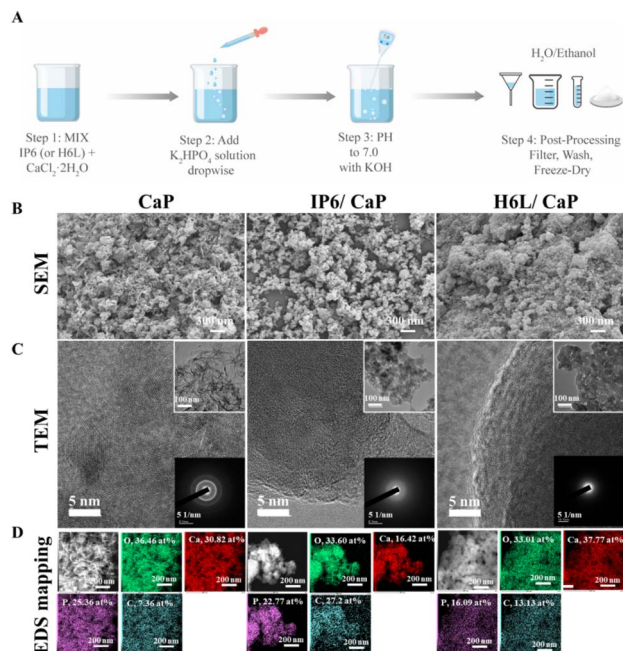 A
H₂O/Ethanol
Step 1: MIX
IP6 (or H6L) +
CaCl₂·2H₂O
Step 2: Add
K₂HPO₄ solution
dropwise
Step 3: PH
to 7.0
with KOH
Step 4: Post-Processing
Filter, Wash,
Freeze-Dry
B
CaP
IP6/ CaP
H6L/ CaP
SEM
300 nm
300 nm
300 nm
C
TEM
100 nm
100 nm
100 nm
5 nm
5 1/nm
5 nm
5 1/nm
5 nm
5 1/nm
D
EDS mapping
200 nm
O, 36.46 at%
200 nm
Ca, 30.82 at%
200 nm
200 nm
O, 33.60 at%
200 nm
Ca, 16.42 at%
200 nm
200 nm
O, 33.01 at%
200 nm
Ca, 37.77 at%
200 nm
P, 25.36 at%
200 nm
C, 7.36 at%
200 nm
P, 22.77 at%
200 nm
C, 27.2 at%
200 nm
P, 16.09 at%
200 nm
C, 13.13 at%
200 nm